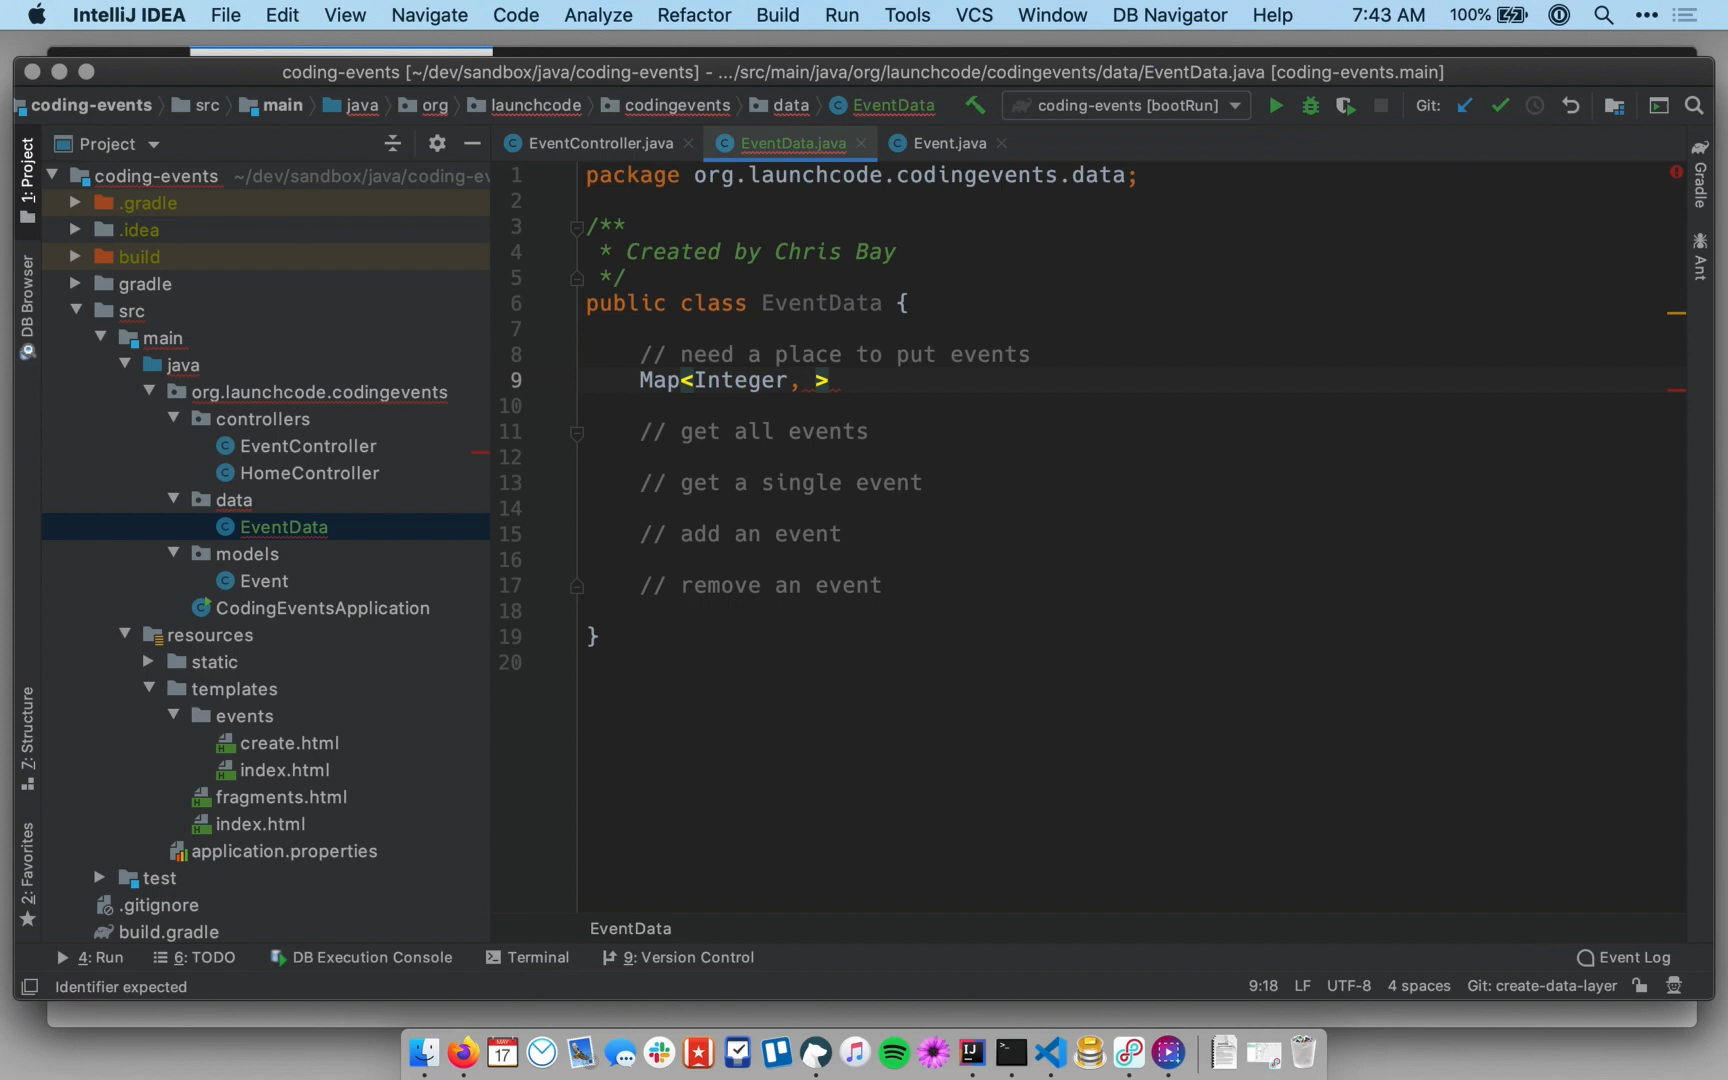 IntelliJ IDEA File Edit View Navigate Code Analyze Refactor Build Run Tools VCS Window DB Navigator Help 7:43 AM 100%
coding-events [~/dev/sandbox/java/coding-events] - .../src/main/java/org/launchcode/codingevents/data/EventData.java [coding-events.main]
coding-events src main java org launchcode codingevents data EventData coding-events [bootRun] Git:
1: Project
DB Browser
7: Structure
2: Favorites
Project
coding-events ~/dev/sandbox/java/coding-ev
.gradle
.idea
build
gradle
src
main
java
org.launchcode.codingevents
controllers
EventController
HomeController
data
EventData
models
Event
CodingEventsApplication
resources
static
templates
events
create.html
index.html
fragments.html
index.html
application.properties
test
.gitignore
build.gradle
EventController.java EventData.java Event.java
1 package org.launchcode.codingevents.data;
2
3 /**
4 * Created by Chris Bay
5 */
6 public class EventData {
7
8 // need a place to put events
9 Map<Integer, >
10
11 // get all events
12
13 // get a single event
14
15 // add an event
16
17 // remove an event
18
19 }
20
EventData
Gradle
Ant
4: Run 6: TODO DB Execution Console Terminal 9: Version Control Event Log
Identifier expected 9:18 LF UTF-8 4 spaces Git: create-data-layer
MAY
17
IJ
>_